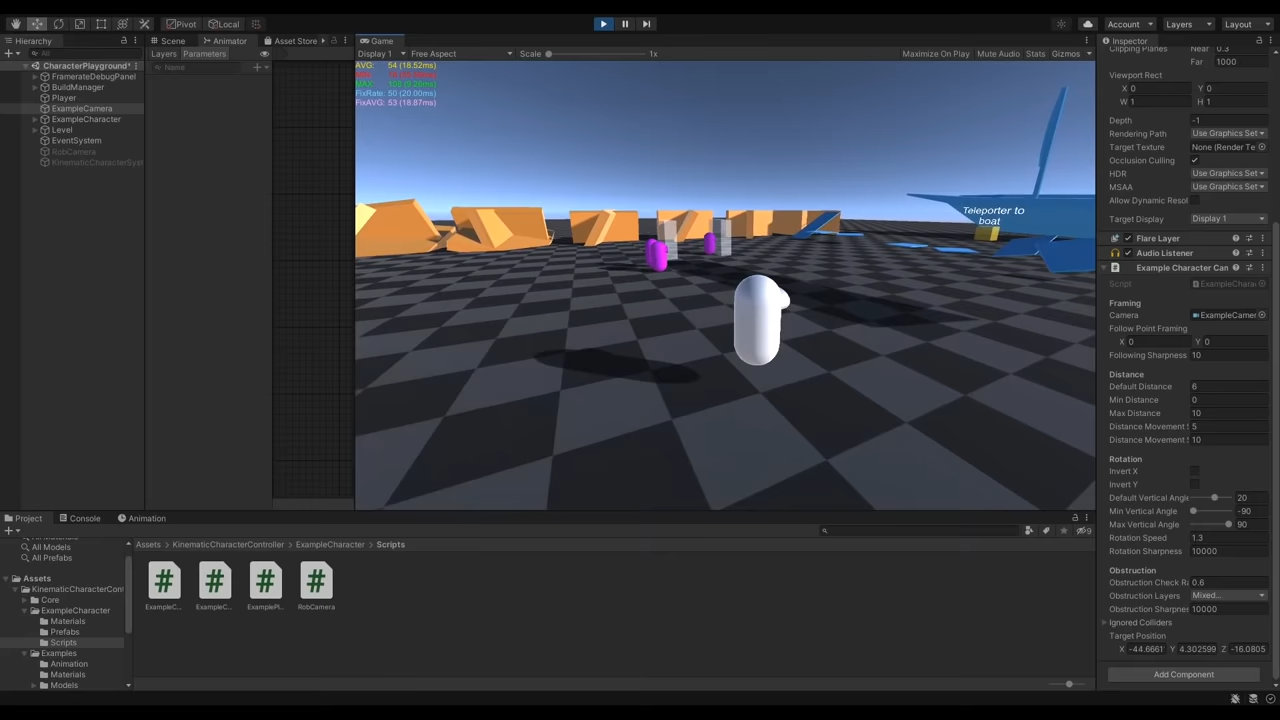 Pivot
Local
Account
Layers
Layout
Hierarchy
Scene
Animator
Asset Store
Game
Inspector
All
Layers
Parameters
Display 1
Free Aspect
Scale
1x
Maximize On Play
Mute Audio
Stats
Gizmos
Name
CharacterPlayground*
FramerateDebugPanel
BuildManager
Player
ExampleCamera
ExampleCharacter
Level
EventSystem
RobCamera
KinematicCharacterSyst
AVG: 54 (18.52ms)
FixRate: 50 (20.00ms)
FixAVG: 53 (18.87ms)
Teleporter to
boat
Clipping Planes
Near
0.3
Far
1000
Viewport Rect
X 0
Y 0
W 1
H 1
Depth
-1
Rendering Path
Use Graphics Set
Target Texture
None (Render Te
Occlusion Culling
HDR
Use Graphics Set
MSAA
Use Graphics Set
Allow Dynamic Resol
Target Display
Display 1
Flare Layer
Audio Listener
Example Character Can
Script
ExampleChara
Framing
Camera
ExampleCamer
Follow Point Framing
X 0
Y 0
Following Sharpness
10
Distance
Default Distance
6
Min Distance
0
Max Distance
10
Distance Movement S
5
Distance Movement S
10
Rotation
Invert X
Invert Y
Default Vertical Angle
20
Min Vertical Angle
-90
Max Vertical Angle
90
Rotation Speed
1.3
Rotation Sharpness
10000
Obstruction
Obstruction Check Ra
0.6
Obstruction Layers
Mixed...
Obstruction Sharpnes
10000
Ignored Colliders
Target Position
X -44.6661
Y 4.302599
Z -16.0805
Add Component
Project
Console
Animation
9
All Models
All Prefabs
Assets
KinematicCharacterCont
Core
ExampleCharacter
Materials
Prefabs
Scripts
Examples
Animation
Materials
Models
Assets > KinematicCharacterController > ExampleCharacter > Scripts
ExampleC...
ExampleC...
ExamplePl...
RobCamera